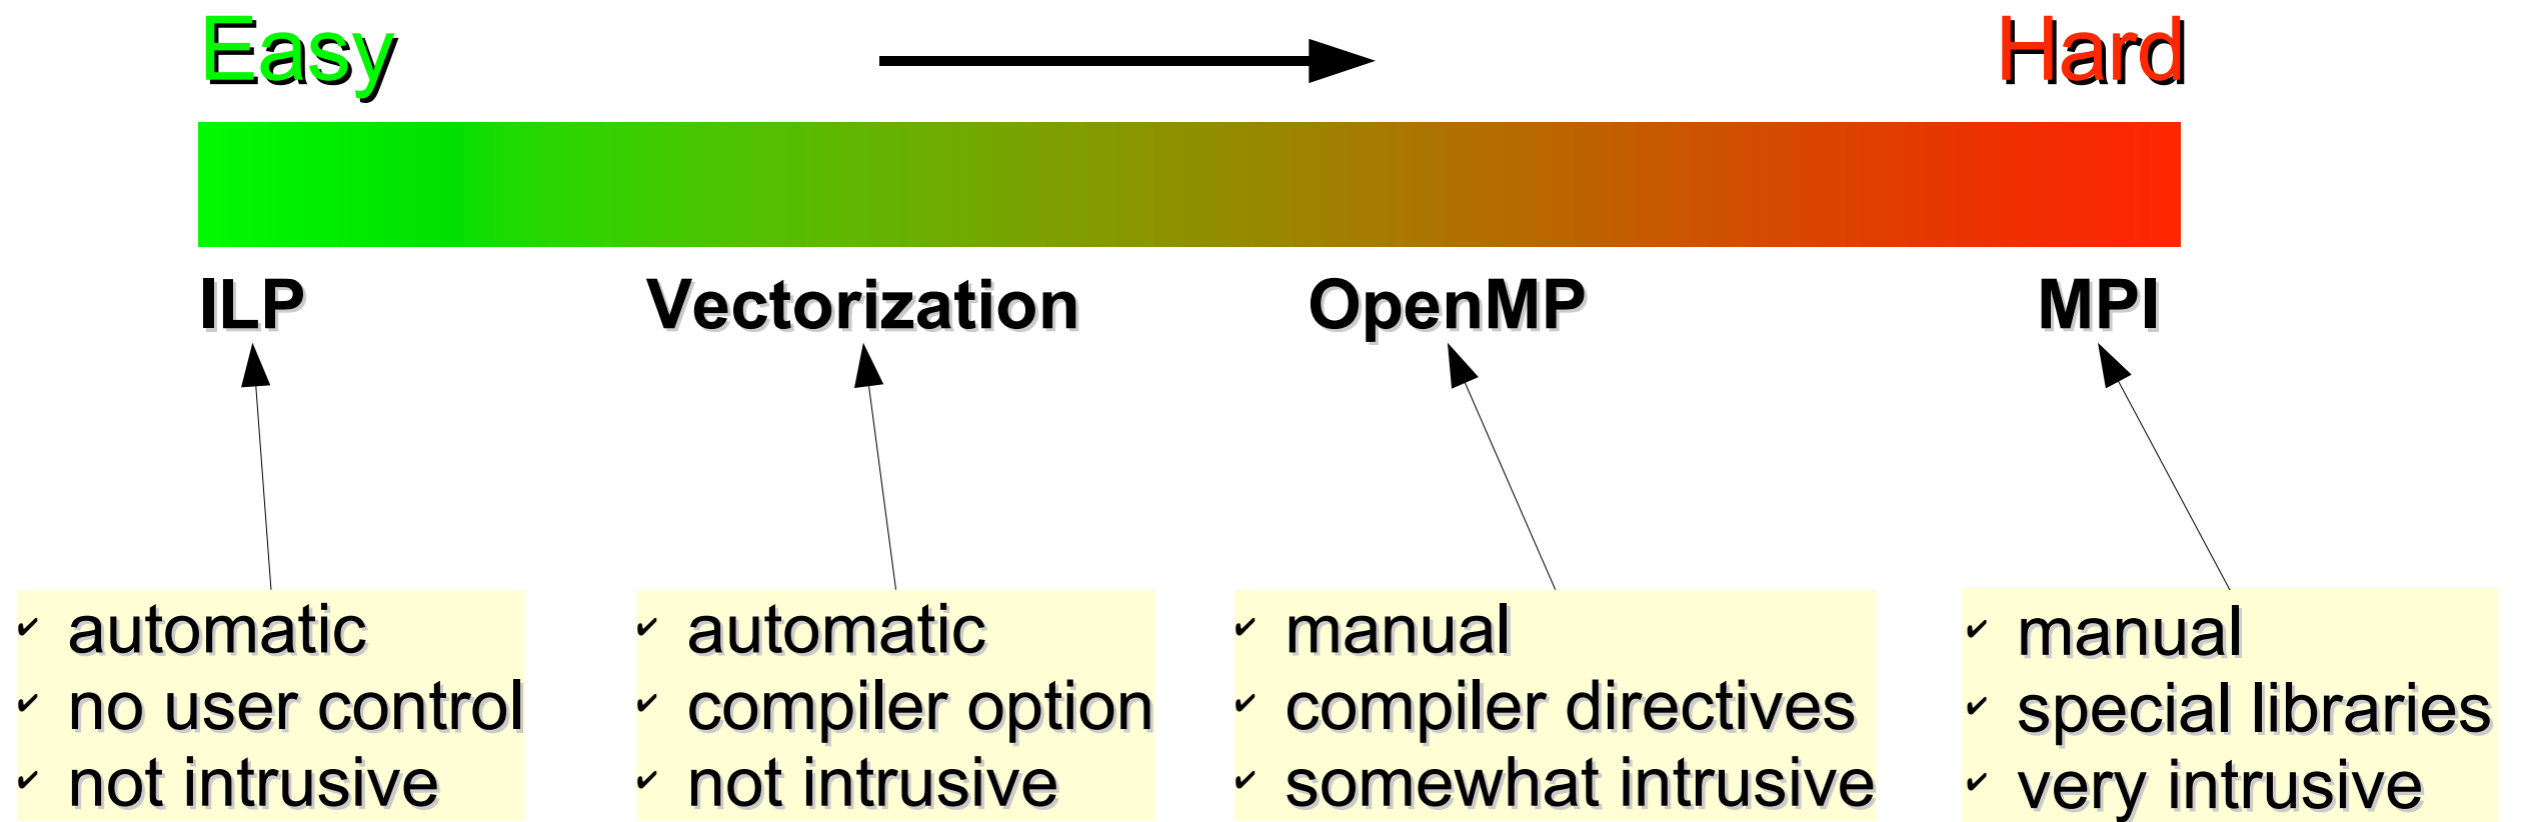 Easy
Hard
ILP
Vectorization
OpenMP
MPI
✔ automatic
✔ no user control
✔ not intrusive
✔ automatic
✔ compiler option
✔ not intrusive
✔ manual
✔ compiler directives
✔ somewhat intrusive
✔ manual
✔ special libraries
✔ very intrusive